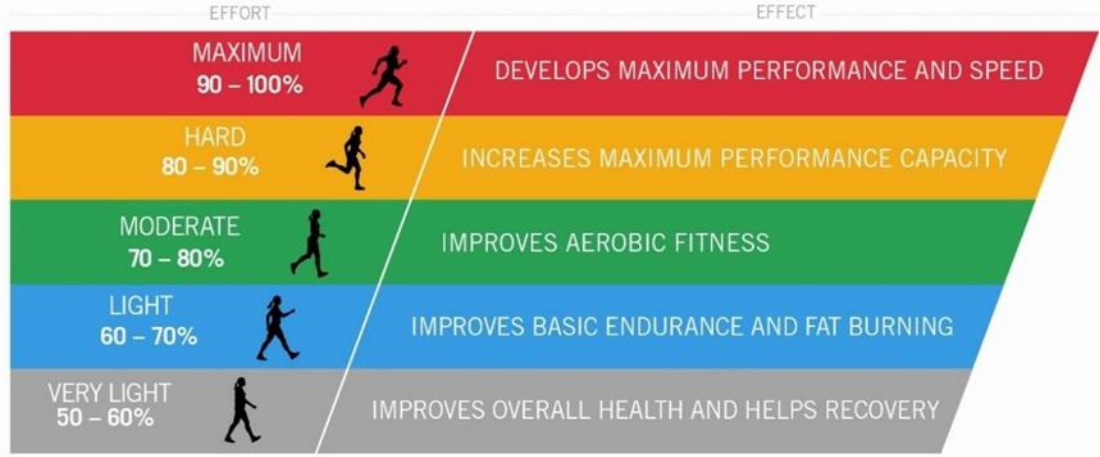 EFFORT
EFFECT
MAXIMUM
90 – 100%
DEVELOPS MAXIMUM PERFORMANCE AND SPEED
HARD
80 – 90%
INCREASES MAXIMUM PERFORMANCE CAPACITY
MODERATE
70 – 80%
IMPROVES AEROBIC FITNESS
LIGHT
60 – 70%
IMPROVES BASIC ENDURANCE AND FAT BURNING
VERY LIGHT
50 – 60%
IMPROVES OVERALL HEALTH AND HELPS RECOVERY